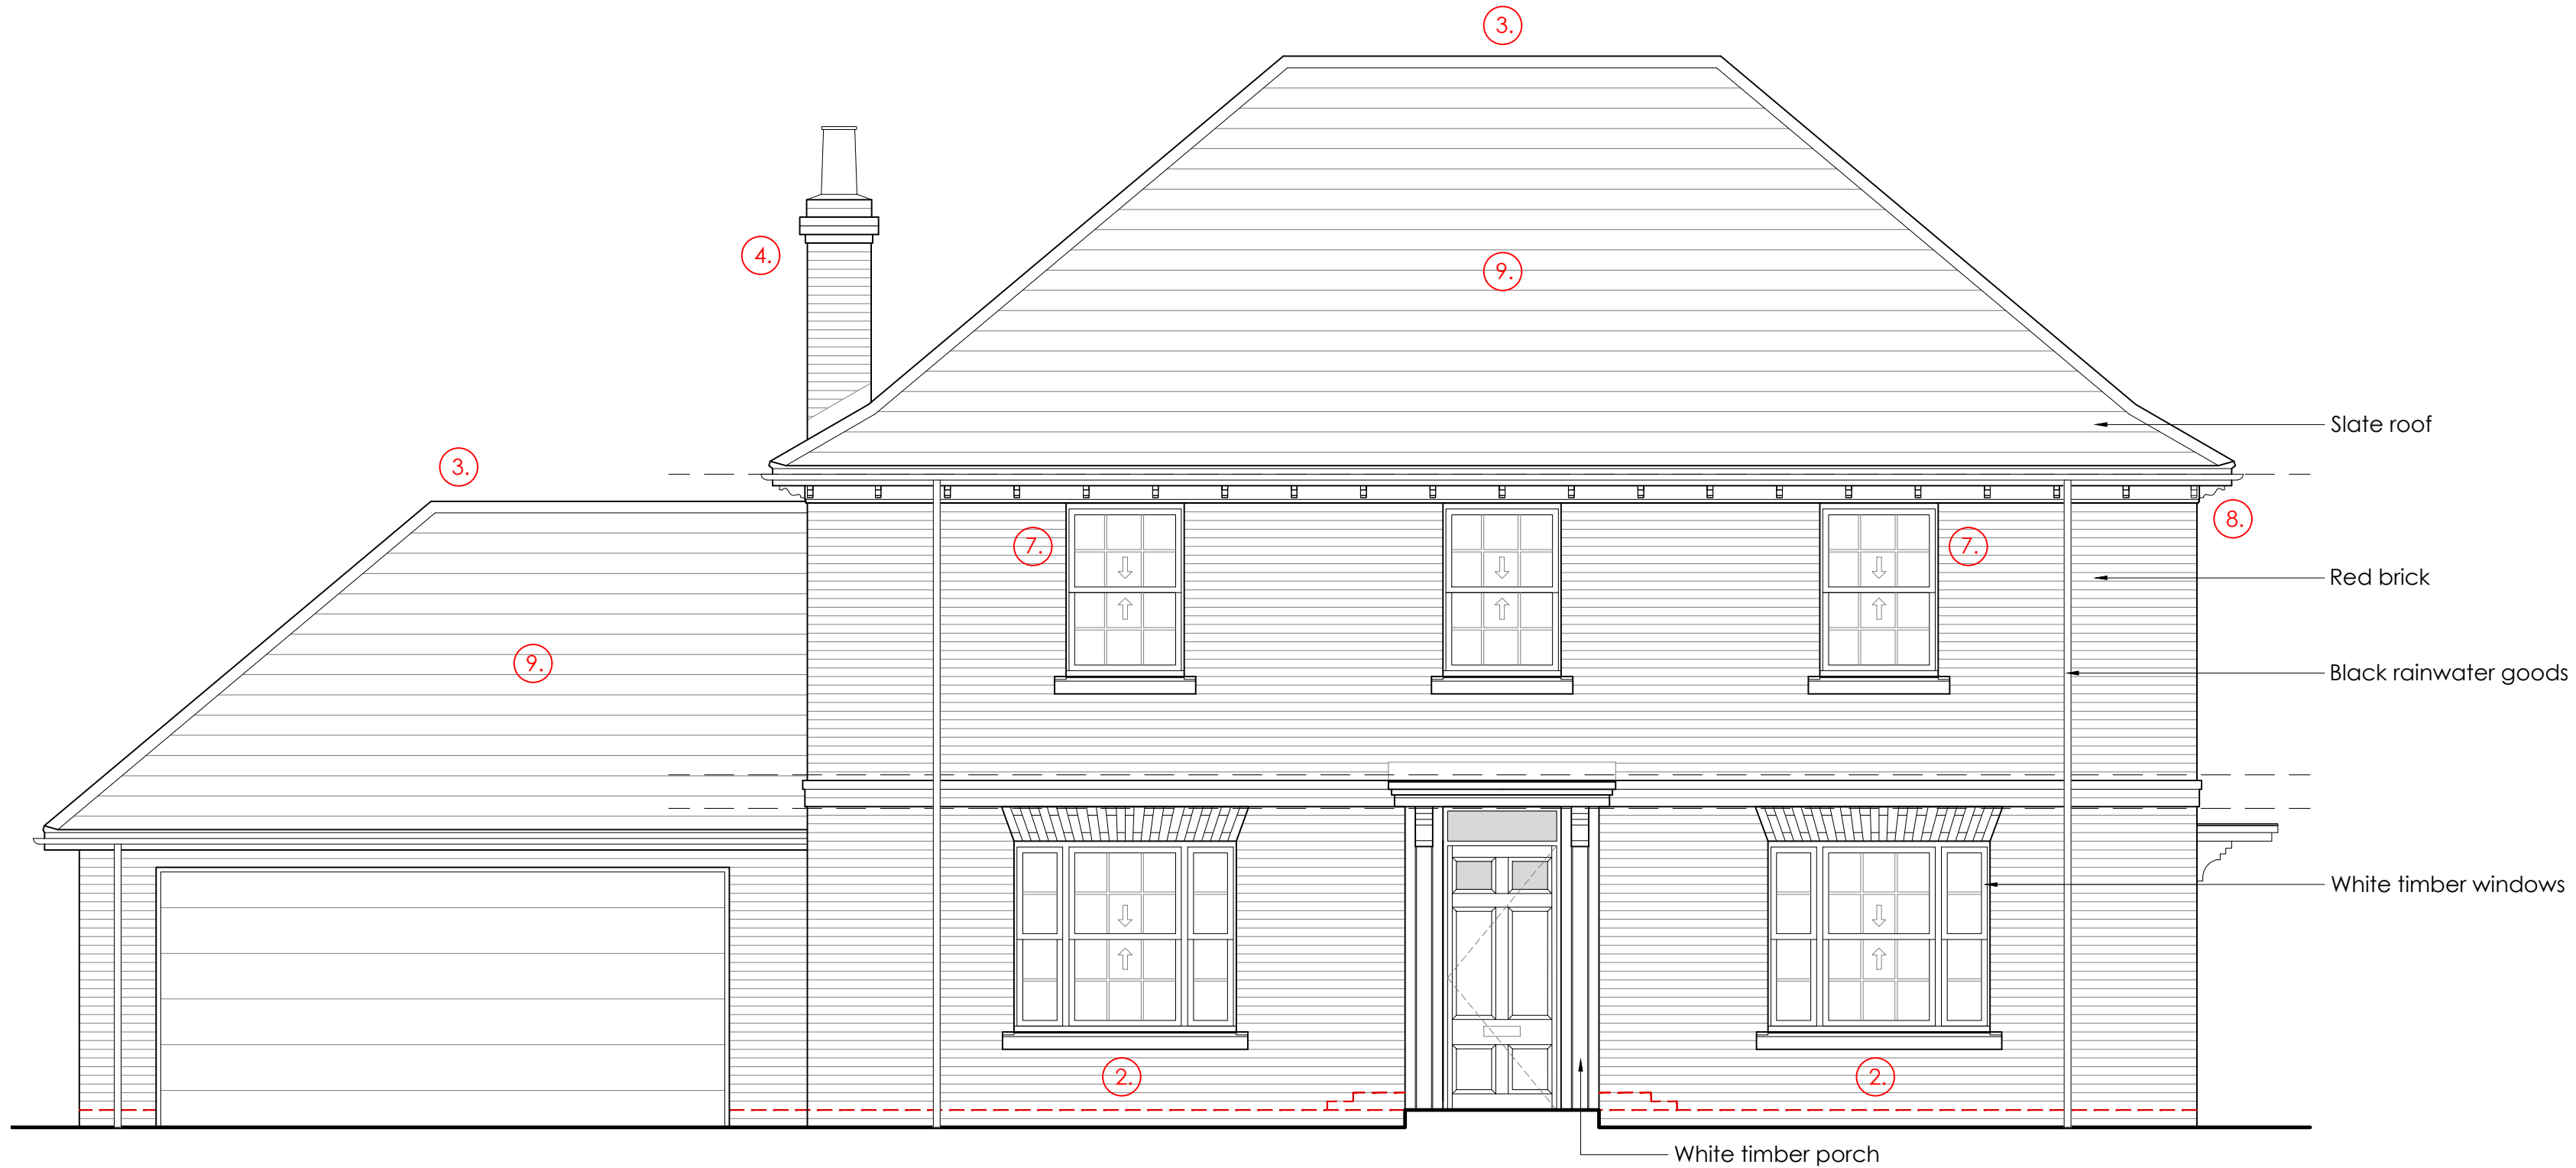 3.
4.
9.
Slate roof
3.
8.
7.
7.
Red brick
9.
Black rainwater goods
White timber windows
2.
2.
White timber porch